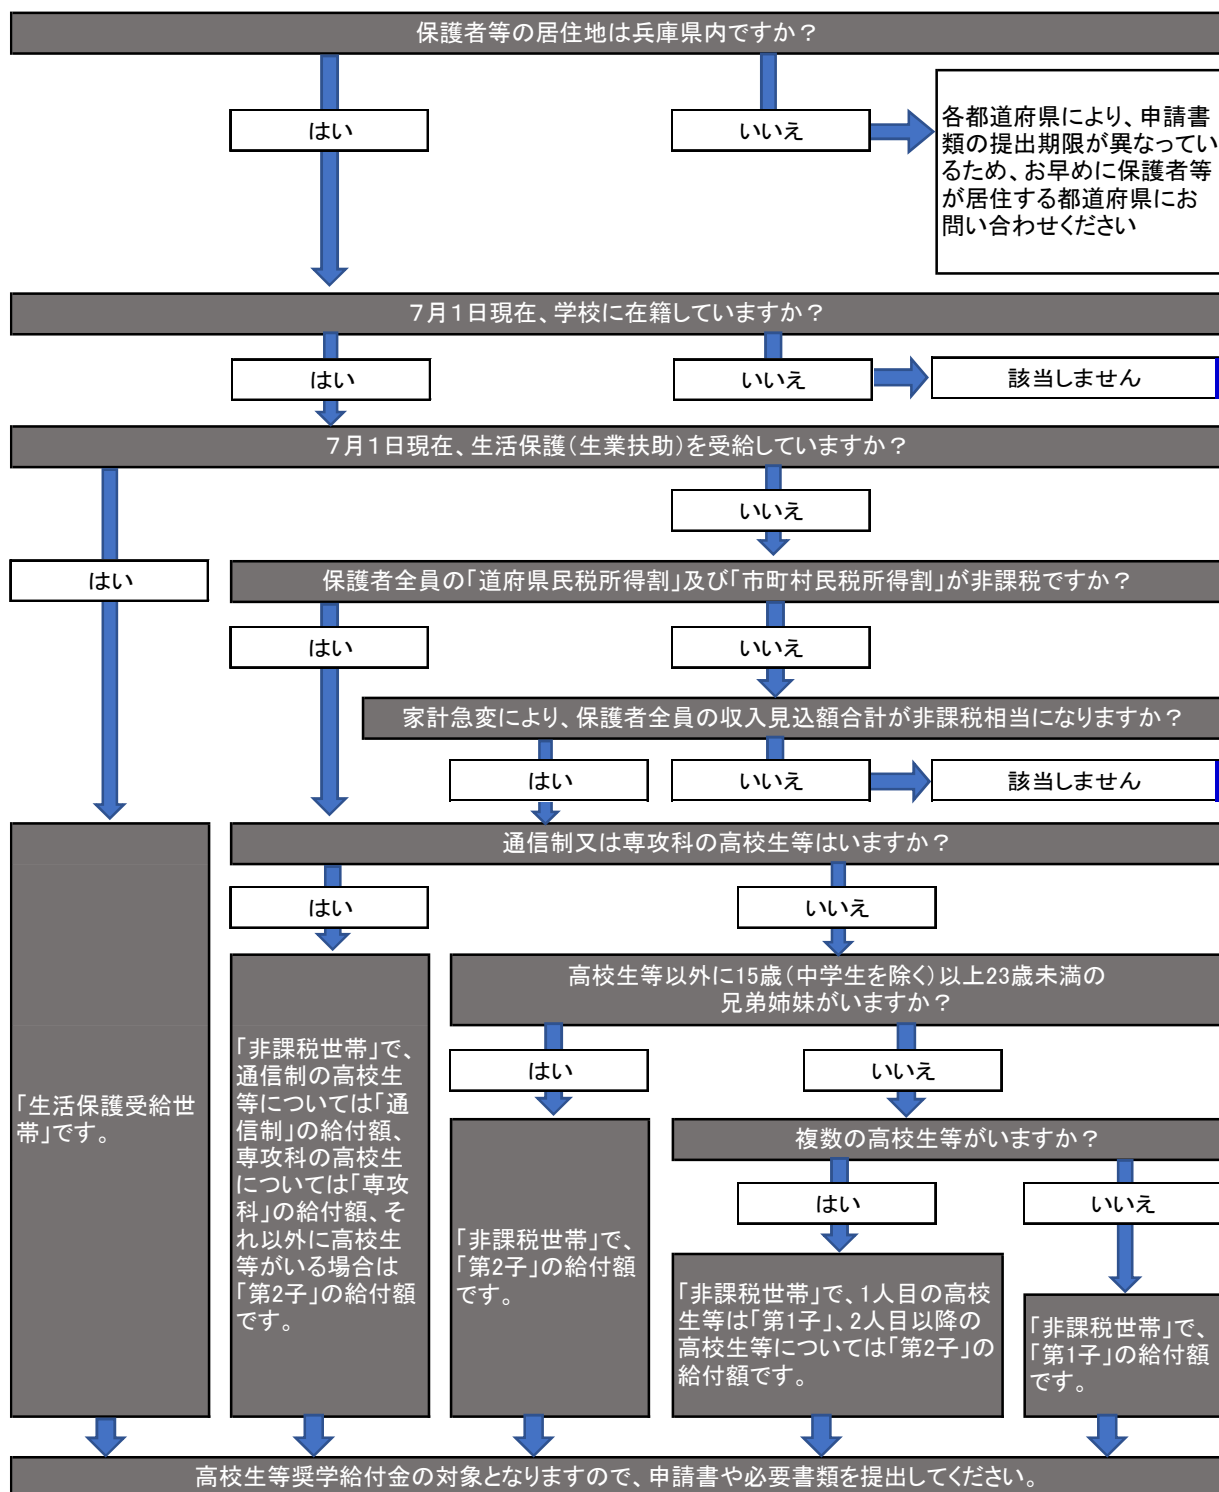 保護者等の居住地は兵庫県内ですか？
はい
いいえ
各都道府県により、申請書
類の提出期限が異なってい
るため、お早めに保護者等
が居住する都道府県にお
問い合わせください
７月１日現在、学校に在籍していますか？
はい
いいえ
該当しません
７月１日現在、生活保護（生業扶助）を受給していますか？
いいえ
はい
保護者全員の「道府県民税所得割」及び「市町村民税所得割」が非課税ですか？
はい
いいえ
家計急変により、保護者全員の収入見込額合計が非課税相当になりますか？
はい
いいえ
該当しません
通信制又は専攻科の高校生等はいますか？
はい
いいえ
高校生等以外に15歳（中学生を除く）以上23歳未満の
兄弟姉妹がいますか？
はい
いいえ
「生活保護受給世
帯」です。
「非課税世帯」で、
通信制の高校生
等については「通
信制」の給付額、
専攻科の高校生
については「専攻
科」の給付額、そ
れ以外に高校生
等がいる場合は
「第2子」の給付額
です。
「非課税世帯」で、
「第2子」の給付額
です。
複数の高校生等がいますか？
はい
いいえ
「非課税世帯」で、1人目の高校
生等は「第1子」、2人目以降の
高校生等については「第2子」の
給付額です。
「非課税世帯」で、
「第1子」の給付額
です。
高校生等奨学給付金の対象となりますので、申請書や必要書類を提出してください。